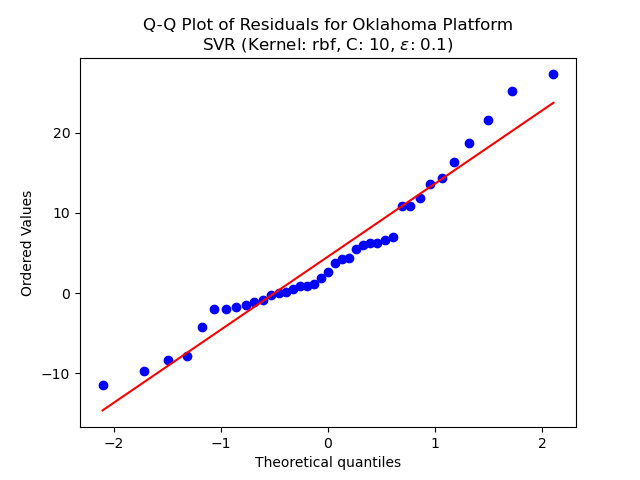 Q-Q Plot of Residuals for Oklahoma Platform
SVR (Kernel: rbf, C: 10, ε: 0.1)
20
10
0
−10
Ordered Values
−2
−1
0
1
2
Theoretical quantiles